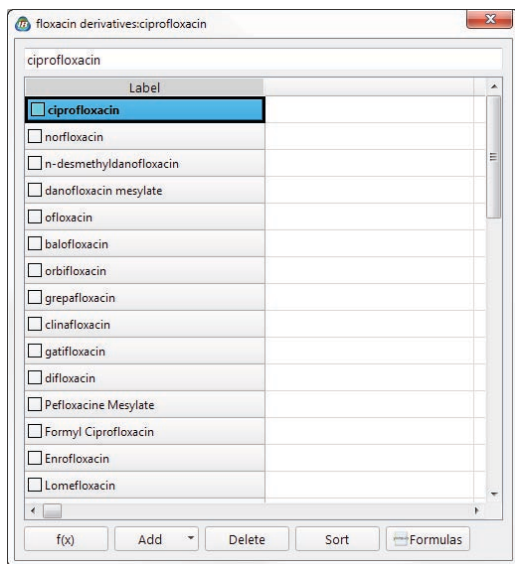 floxacin derivatives:ciprofloxacin
ciprofloxacin
Label
ciprofloxacin
norfloxacin
n-desmethyldanofloxacin
danofloxacin mesylate
ofloxacin
balofloxacin
orbifloxacin
grepafloxacin
clinafloxacin
gatifloxacin
difloxacin
Pefloxacine Mesylate
Formyl Ciprofloxacin
Enrofloxacin
Lomefloxacin
f(x) Add Delete Sort Formulas